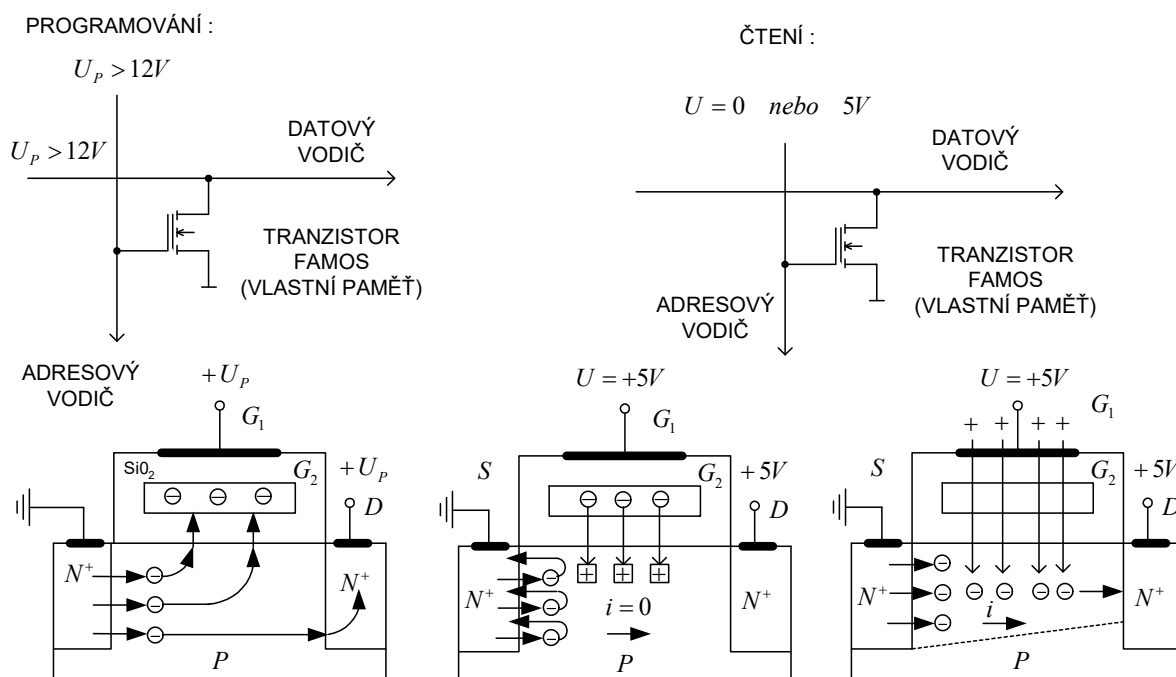 PROGRAMOVÁNÍ :
U_P > 12V
U_P > 12V
DATOVÝ
VODIČ
TRANZISTOR
FAMOS
(VLASTNÍ PAMĚŤ)
ADRESOVÝ
VODIČ
ČTENÍ :
U = 0 nebo 5V
DATOVÝ
VODIČ
TRANZISTOR
FAMOS
(VLASTNÍ PAMĚŤ)
ADRESOVÝ
VODIČ
+U_P
G_1
Si0_2
G_2
+U_P
D
N^+
N^+
P
U = +5V
G_1
S
G_2
+5V
D
N^+
N^+
i = 0
P
U = +5V
G_1
+ + + +
S
G_2
+5V
D
N^+
N^+
i
P